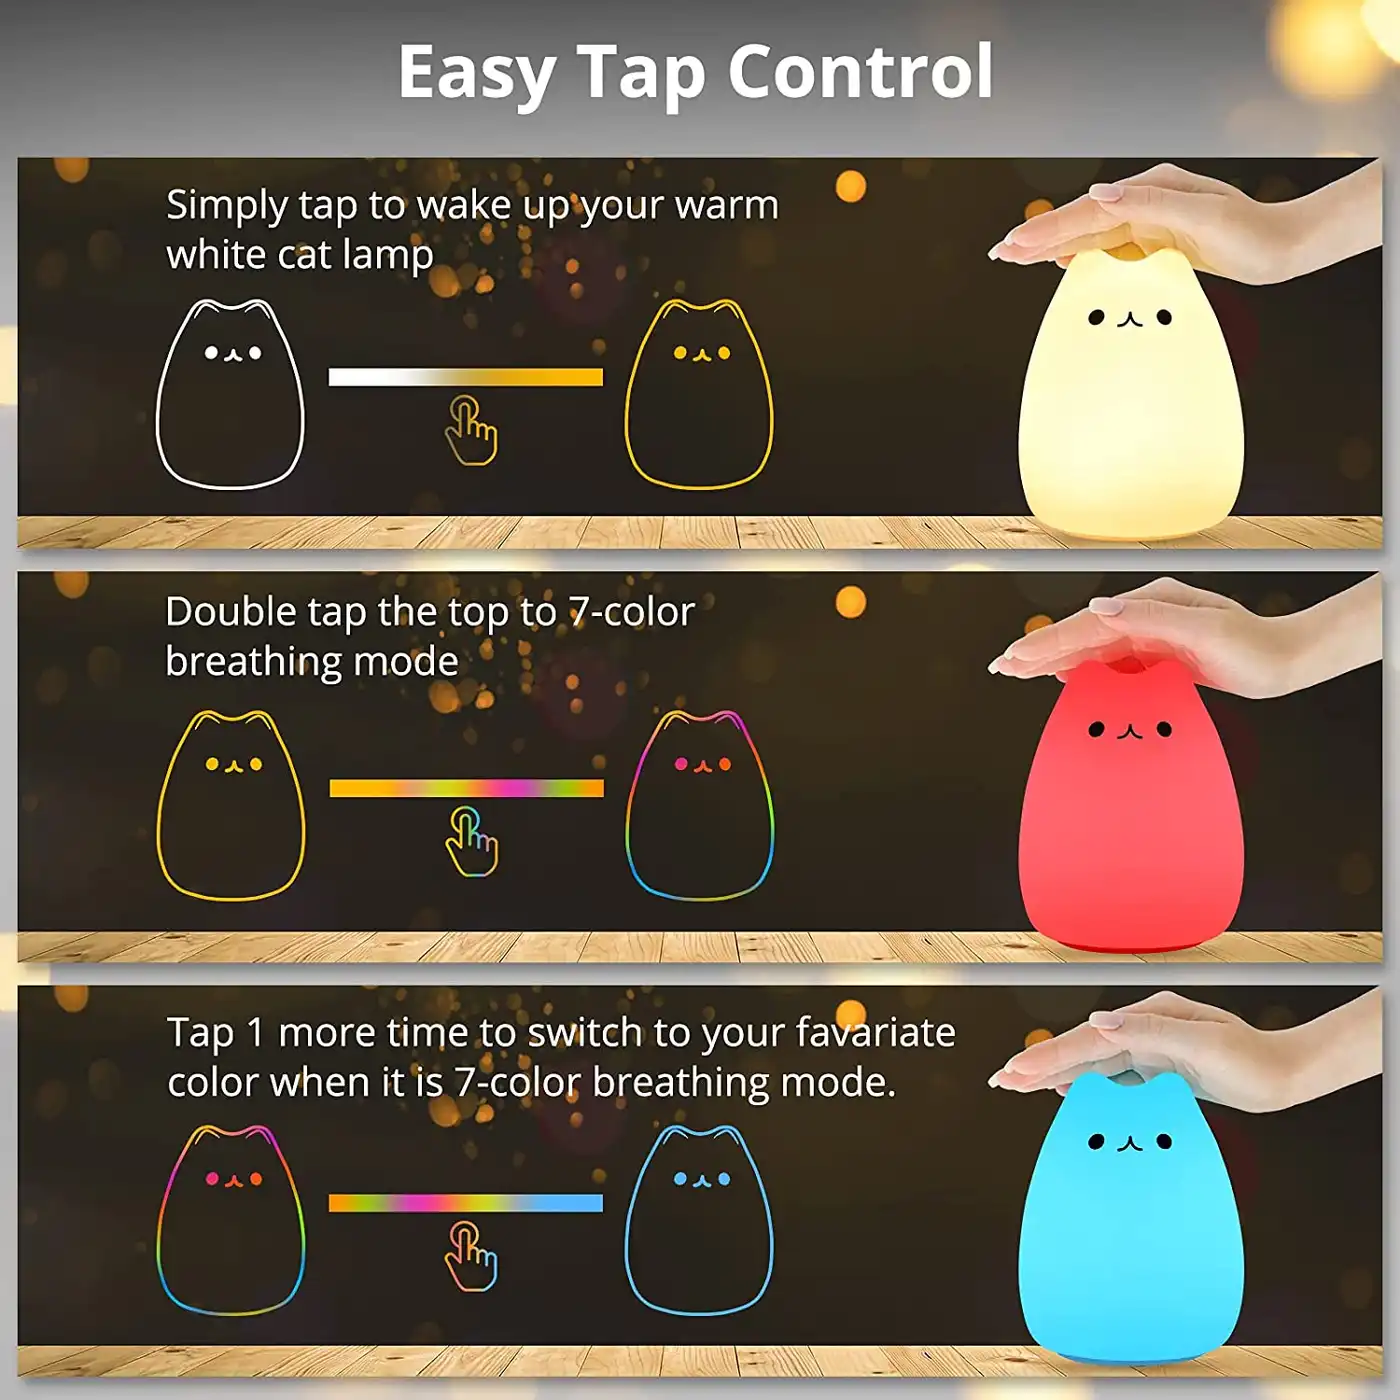 Easy Tap Control
Simply tap to wake up your warm
white cat lamp
Double tap the top to 7-color
breathing mode
Tap 1 more time to switch to your favariate
color when it is 7-color breathing mode.